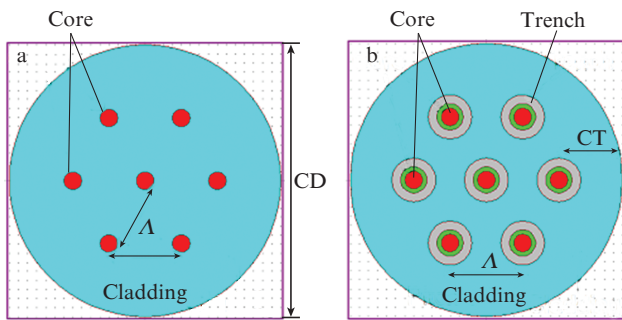 Core
a
Λ
Cladding
CD
Core
Trench
b
CT
Λ
Cladding